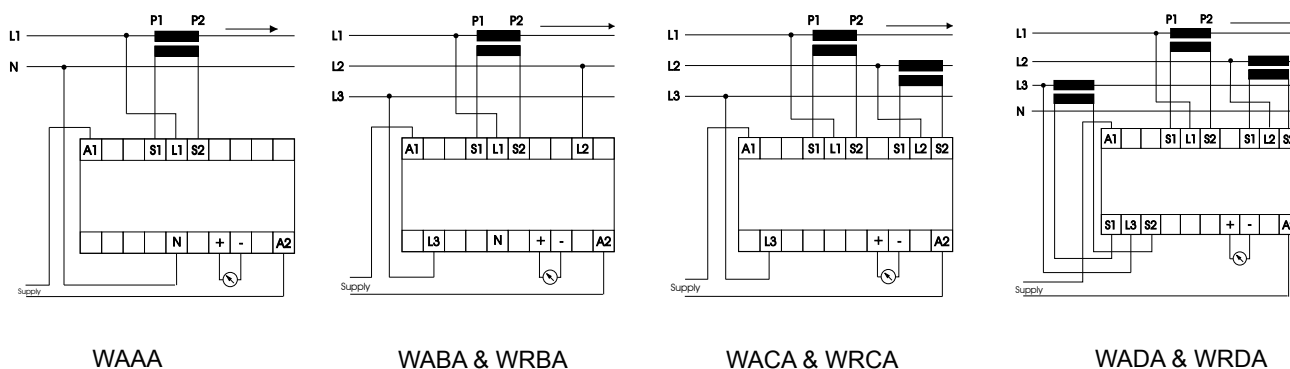 P1 P2
L1
N
A1 S1 L1 S2
N + - A2
Supply
WAAA
P1 P2
L1
L2
L3
A1 S1 L1 S2 L2
L3 N + - A2
Supply
WABA & WRBA
P1 P2
L1
L2
L3
A1 S1 L1 S2 S1 L2 S2
L3 + - A2
Supply
WACA & WRCA
P1 P2
L1
L2
L3
N
A1 S1 L1 S2 S1 L2
S1 L3 S2 + -
Supply
WADA & WRDA